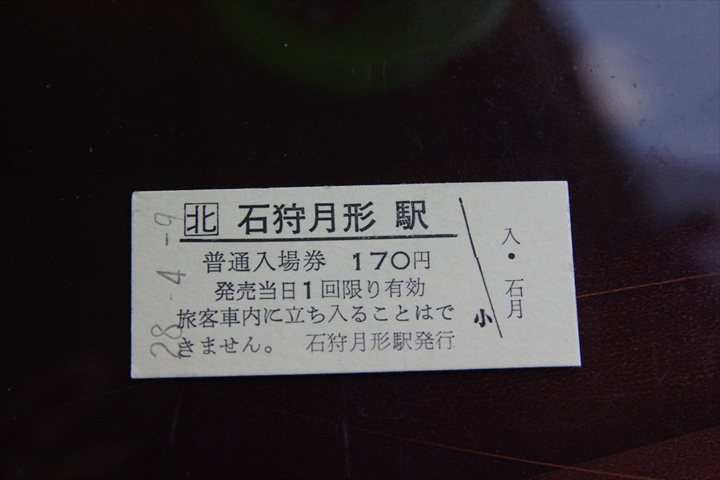 北 石狩月形 駅
普通入場券 170円
発売当日1回限り有効
旅客車内に立ち入ることはで
きません。 石狩月形駅発行
小
入・石月
28-4-9